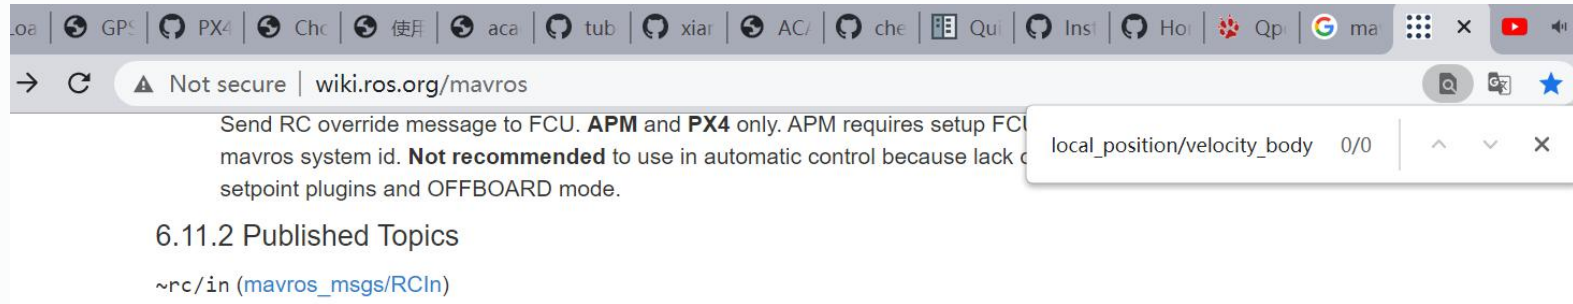 Loa GPS PX4 Chc 使用 aca tub xiar AC/ che Qui Inst Hor Qp ma
Not secure | wiki.ros.org/mavros
local_position/velocity_body 0/0
Send RC override message to FCU. APM and PX4 only. APM requires setup FCU
mavros system id. Not recommended to use in automatic control because lack o
setpoint plugins and OFFBOARD mode.
6.11.2 Published Topics
~rc/in (mavros_msgs/RCIn)